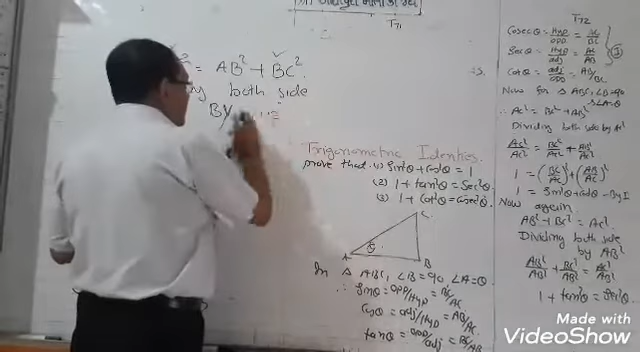 T71
= AB² + BC².
both side
Trigonometric Identies.
prove that (1) sin²θ + cos²θ = 1
(2) 1 + tan²θ = sec²θ.
(3) 1 + cot²θ = cosec²θ.
C
θ
A
B
In Δ ABC, ∠B = 90, ∠A = θ
∴ sinθ = opp/Hyp = BC/AC
cosθ = adj/Hyp = AB/AC.
tanθ = opp/adj = BC/AB
T72
cosecθ = Hyp/opp = AC/BC
secθ = Hyp/adj = AC/AB
cotθ = adj/opp = AB/BC
Now for Δ ABC, ∠B = 90
∠A = θ
∴ AC² = BC² + AB²
Dividing both side by AC²
AC²/AC² = BC²/AC² + AB²/AC²
1 = (BC/AC)² + (AB/AC)²
1 = sin²θ + cos²θ - By I
Now again.
AB² + BC² = AC².
Dividing both side
by AB²
AB²/AB² + BC²/AB² = AC²/AB²
1 + tan²θ = sec²θ
Made with
VideoShow